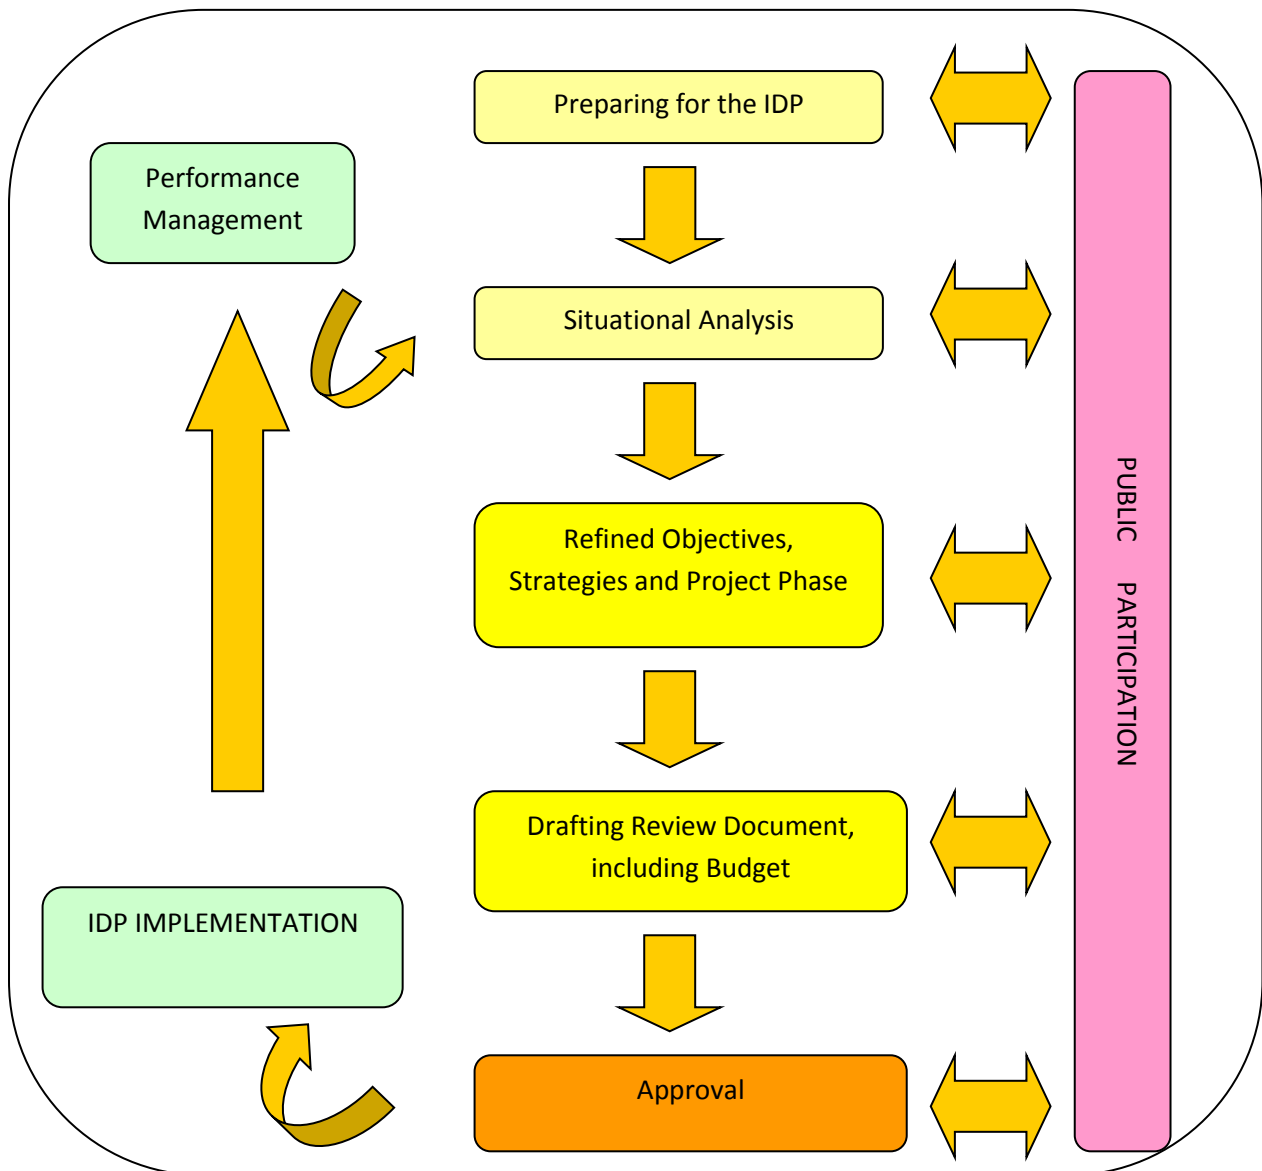 Preparing for the IDP
Performance
Management
Situational Analysis
Refined Objectives,
Strategies and Project Phase
PUBLIC PARTICIPATION
Drafting Review Document,
including Budget
IDP IMPLEMENTATION
Approval